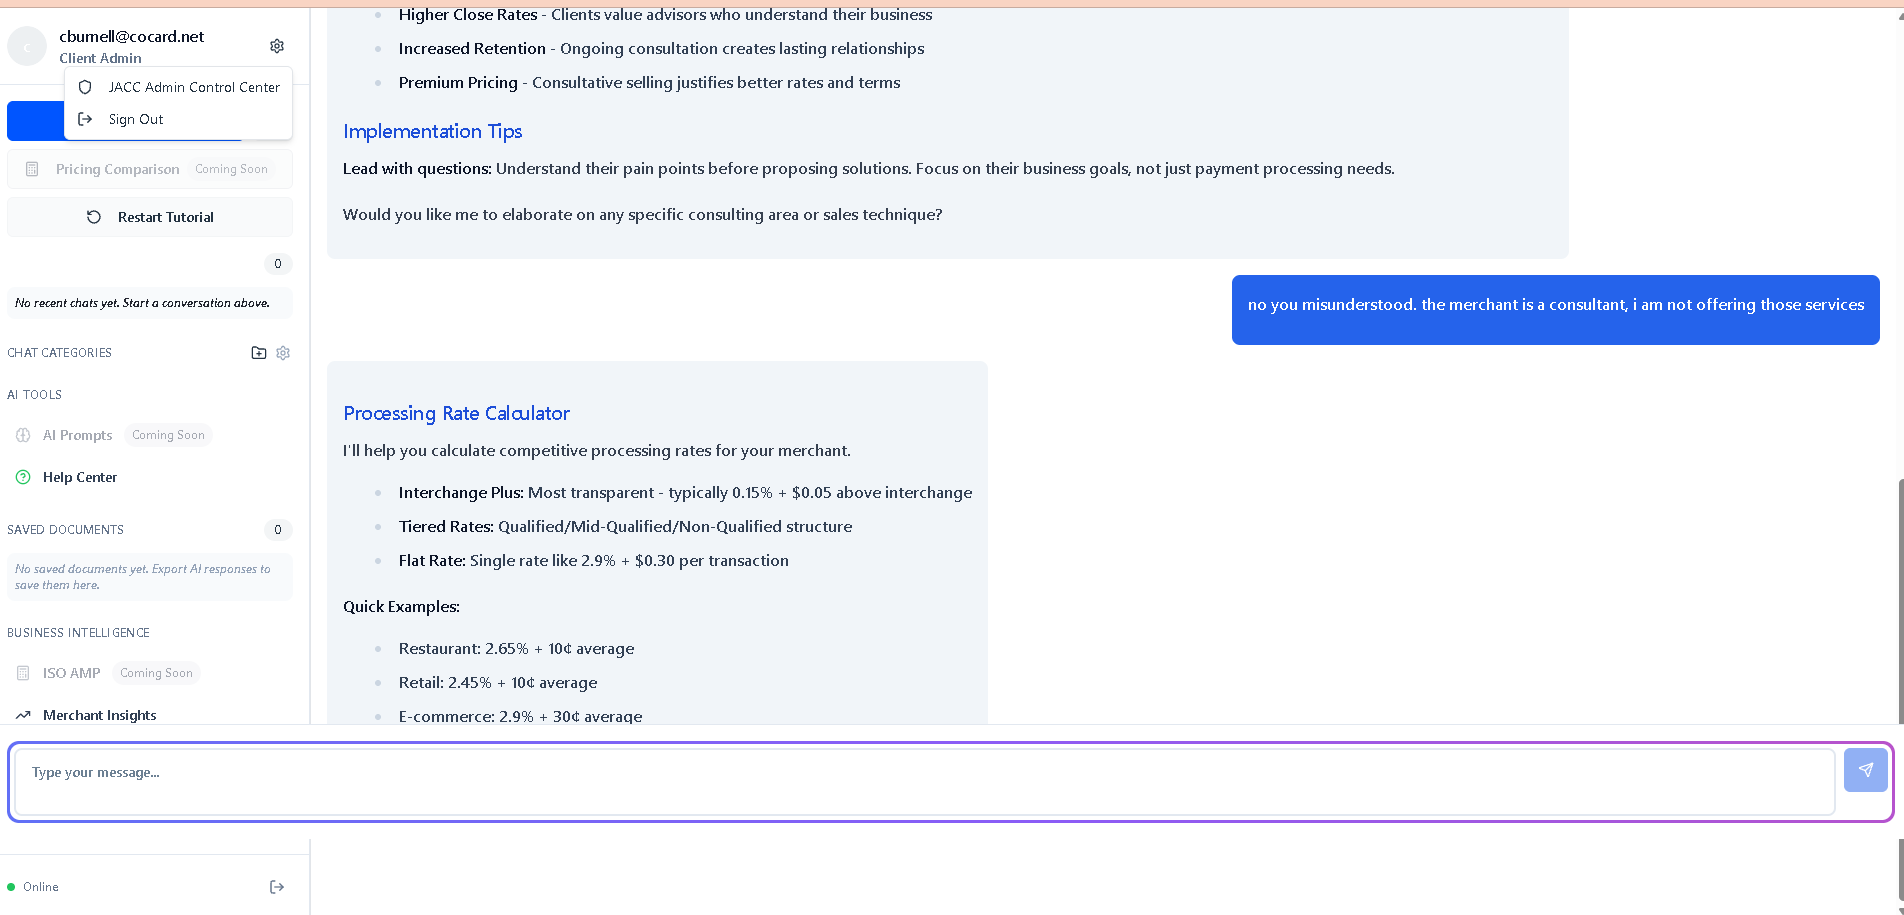 cburnell@cocard.net
Client Admin
JACC Admin Control Center
Sign Out
Pricing Comparison Coming Soon
Restart Tutorial
0
No recent chats yet. Start a conversation above.
CHAT CATEGORIES
AI TOOLS
AI Prompts Coming Soon
Help Center
SAVED DOCUMENTS 0
No saved documents yet. Export AI responses to
save them here.
BUSINESS INTELLIGENCE
ISO AMP Coming Soon
Merchant Insights
Higher Close Rates - Clients value advisors who understand their business
Increased Retention - Ongoing consultation creates lasting relationships
Premium Pricing - Consultative selling justifies better rates and terms
Implementation Tips
Lead with questions: Understand their pain points before proposing solutions. Focus on their business goals, not just payment processing needs.
Would you like me to elaborate on any specific consulting area or sales technique?
no you misunderstood. the merchant is a consultant, i am not offering those services
Processing Rate Calculator
I'll help you calculate competitive processing rates for your merchant.
Interchange Plus: Most transparent - typically 0.15% + $0.05 above interchange
Tiered Rates: Qualified/Mid-Qualified/Non-Qualified structure
Flat Rate: Single rate like 2.9% + $0.30 per transaction
Quick Examples:
Restaurant: 2.65% + 10¢ average
Retail: 2.45% + 10¢ average
E-commerce: 2.9% + 30¢ average
Type your message...
Online